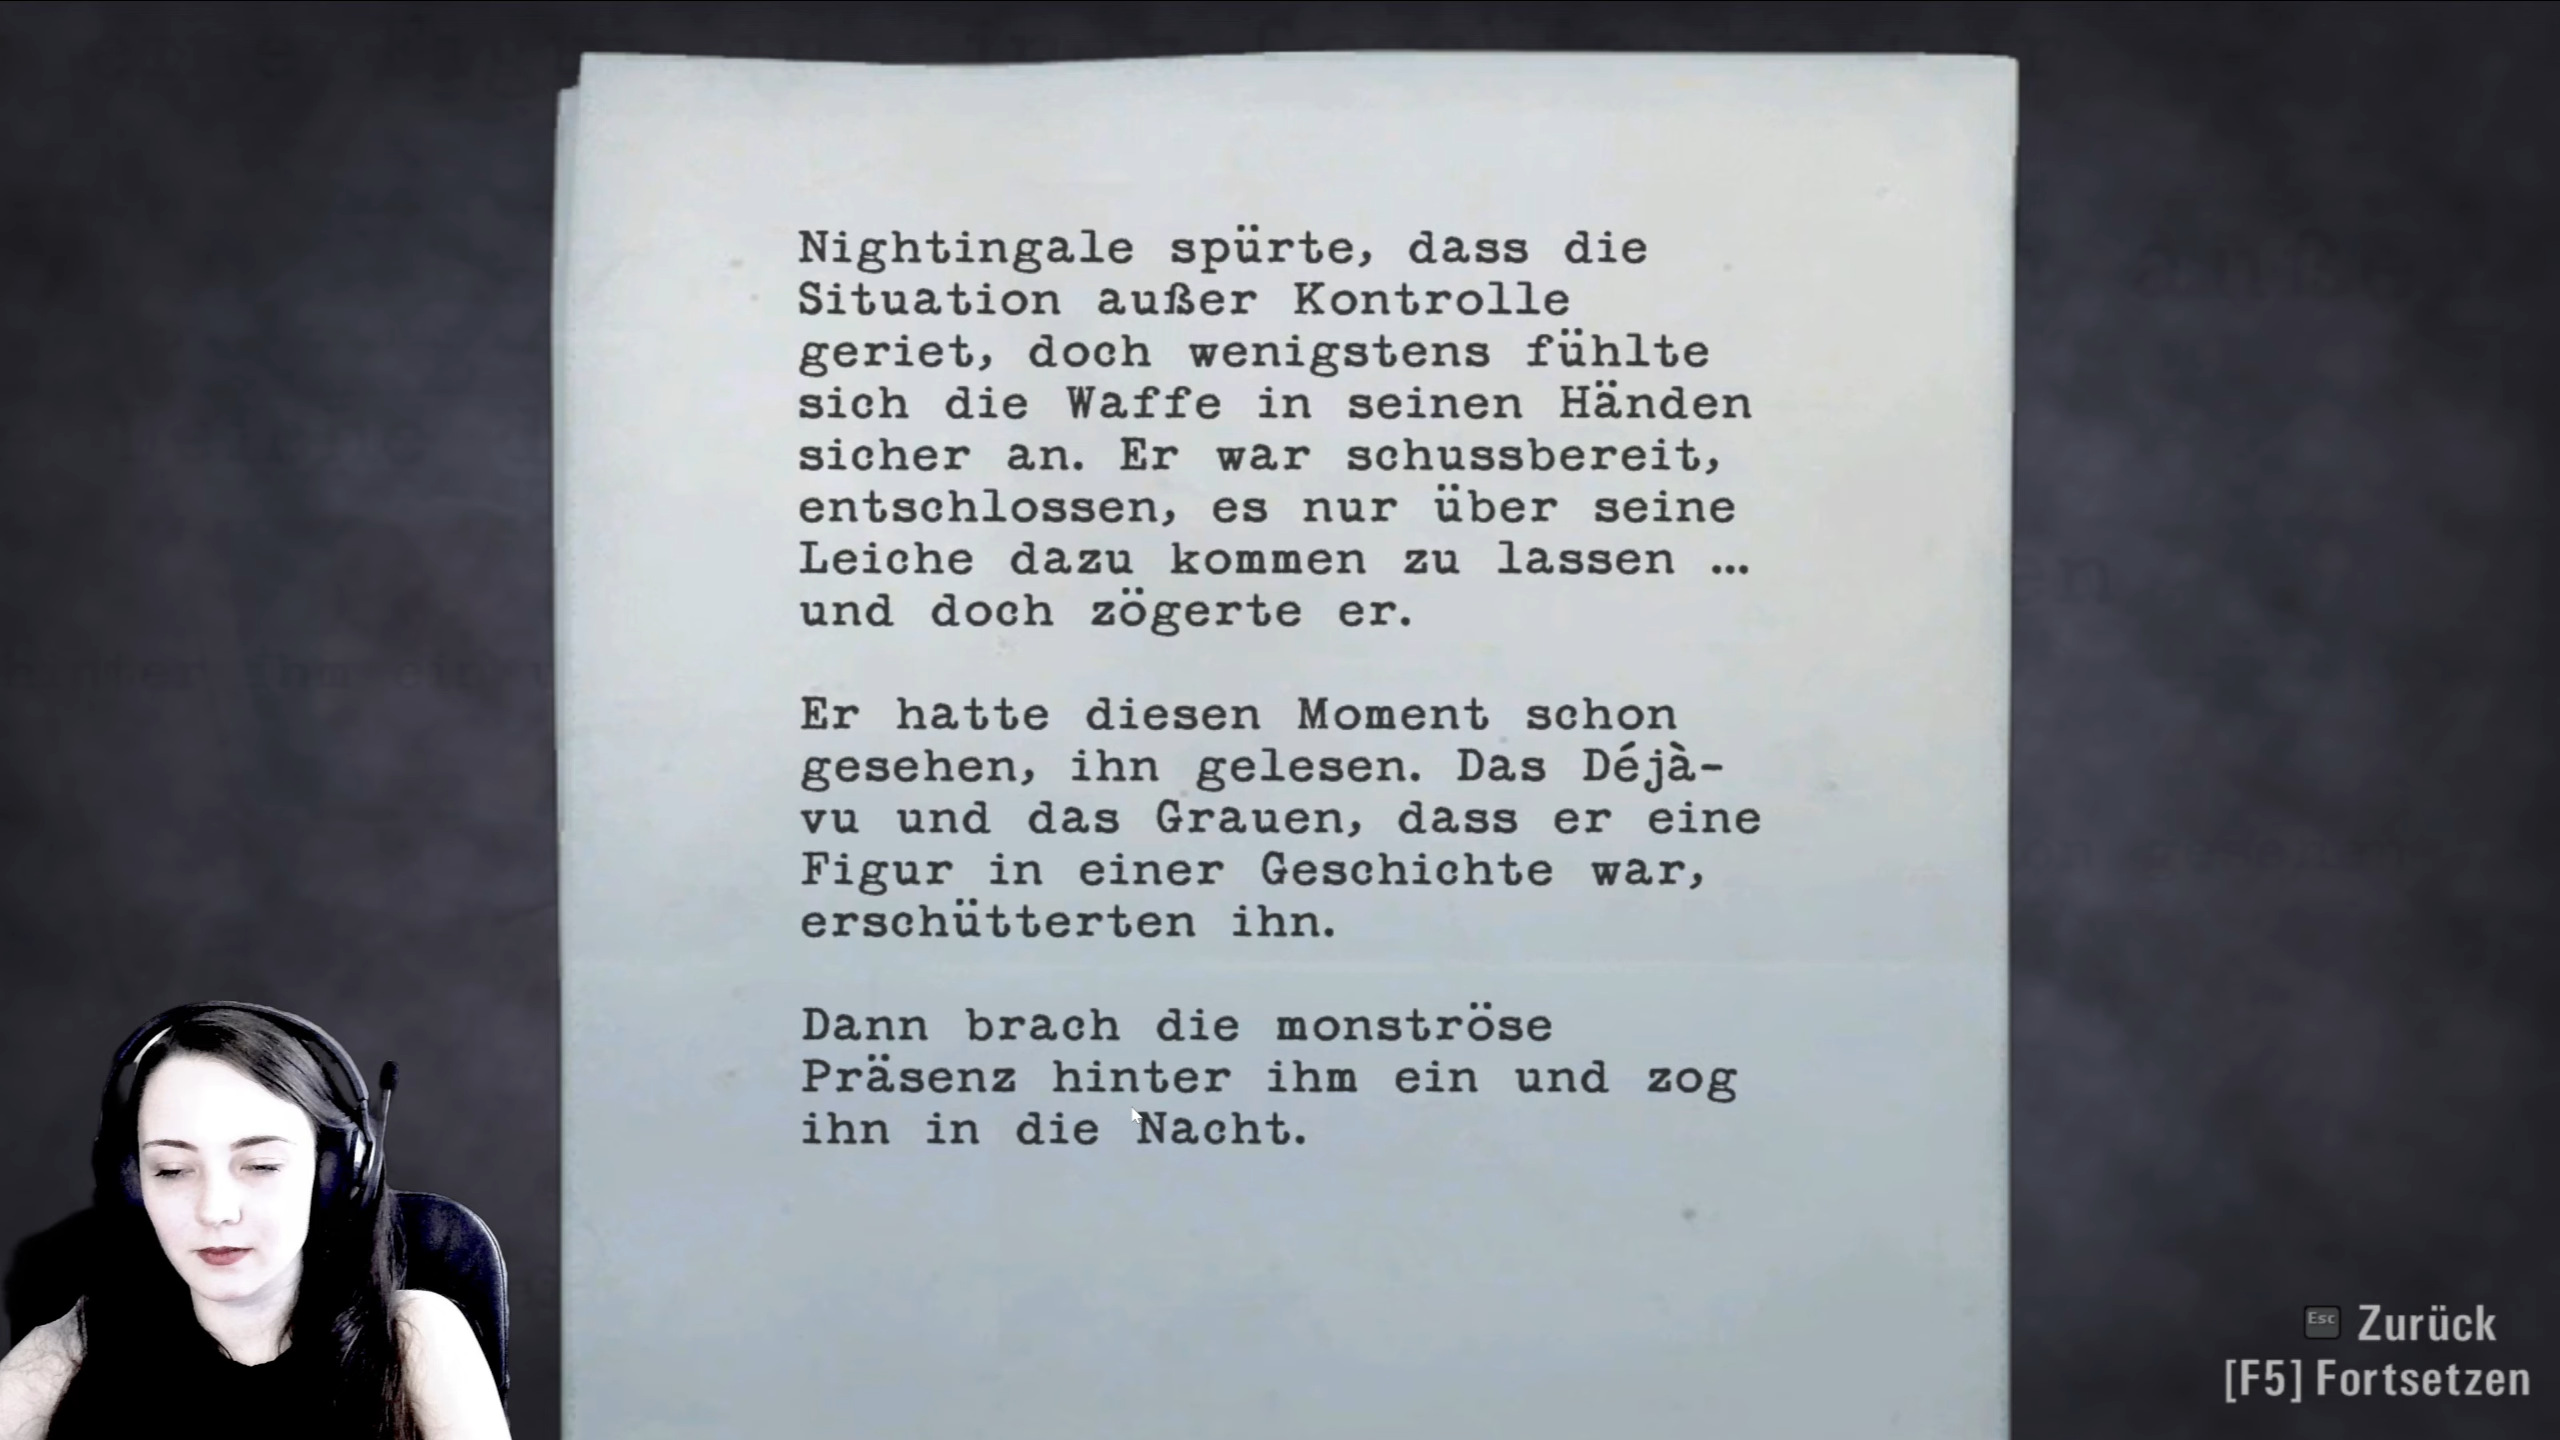 Nightingale spürte, dass die
Situation außer Kontrolle
geriet, doch wenigstens fühlte
sich die Waffe in seinen Händen
sicher an. Er war schussbereit,
entschlossen, es nur über seine
Leiche dazu kommen zu lassen …
und doch zögerte er.
Er hatte diesen Moment schon
gesehen, ihn gelesen. Das Déjà-
vu und das Grauen, dass er eine
Figur in einer Geschichte war,
erschütterten ihn.
Dann brach die monströse
Präsenz hinter ihm ein und zog
ihn in die Nacht.
Esc Zurück
[F5] Fortsetzen